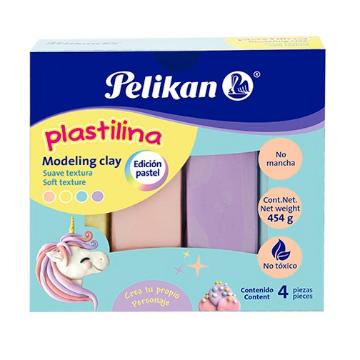 Pelikan
plastilina
Modeling clay
Suave textura
Soft texture
Edición
pastel
No
mancha
Cont.Net.
Net weight
454 g
No tóxico
Crea tu propio
Personaje
Contenido
Content
4 piezas
pieces